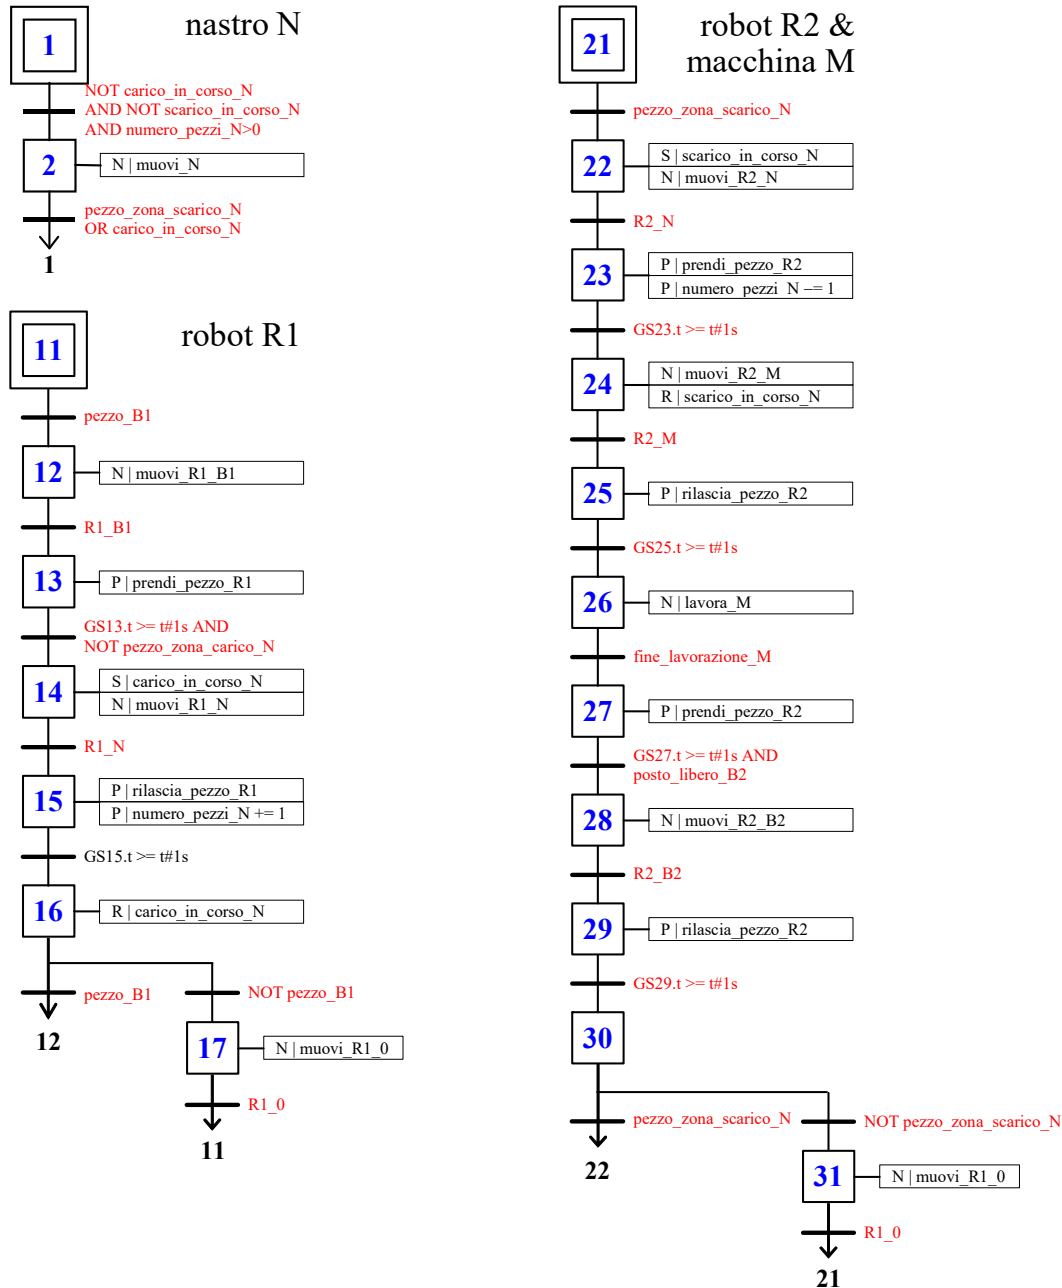 nastro N
1
NOT carico_in_corso_N
AND NOT scarico_in_corso_N
AND numero_pezzi_N>0
2
N | muovi_N
pezzo_zona_scarico_N
OR carico_in_corso_N
1
robot R1
11
pezzo_B1
12
N | muovi_R1_B1
R1_B1
13
P | prendi_pezzo_R1
GS13.t >= t#1s AND
NOT pezzo_zona_carico_N
14
S | carico_in_corso_N
N | muovi_R1_N
R1_N
15
P | rilascia_pezzo_R1
P | numero_pezzi_N += 1
GS15.t >= t#1s
16
R | carico_in_corso_N
pezzo_B1
NOT pezzo_B1
12
17
N | muovi_R1_0
R1_0
11
robot R2 &
macchina M
21
pezzo_zona_scarico_N
22
S | scarico_in_corso_N
N | muovi_R2_N
R2_N
23
P | prendi_pezzo_R2
P | numero_pezzi_N −= 1
GS23.t >= t#1s
24
N | muovi_R2_M
R | scarico_in_corso_N
R2_M
25
P | rilascia_pezzo_R2
GS25.t >= t#1s
26
N | lavora_M
fine_lavorazione_M
27
P | prendi_pezzo_R2
GS27.t >= t#1s AND
posto_libero_B2
28
N | muovi_R2_B2
R2_B2
29
P | rilascia_pezzo_R2
GS29.t >= t#1s
30
pezzo_zona_scarico_N
NOT pezzo_zona_scarico_N
22
31
N | muovi_R1_0
R1_0
21